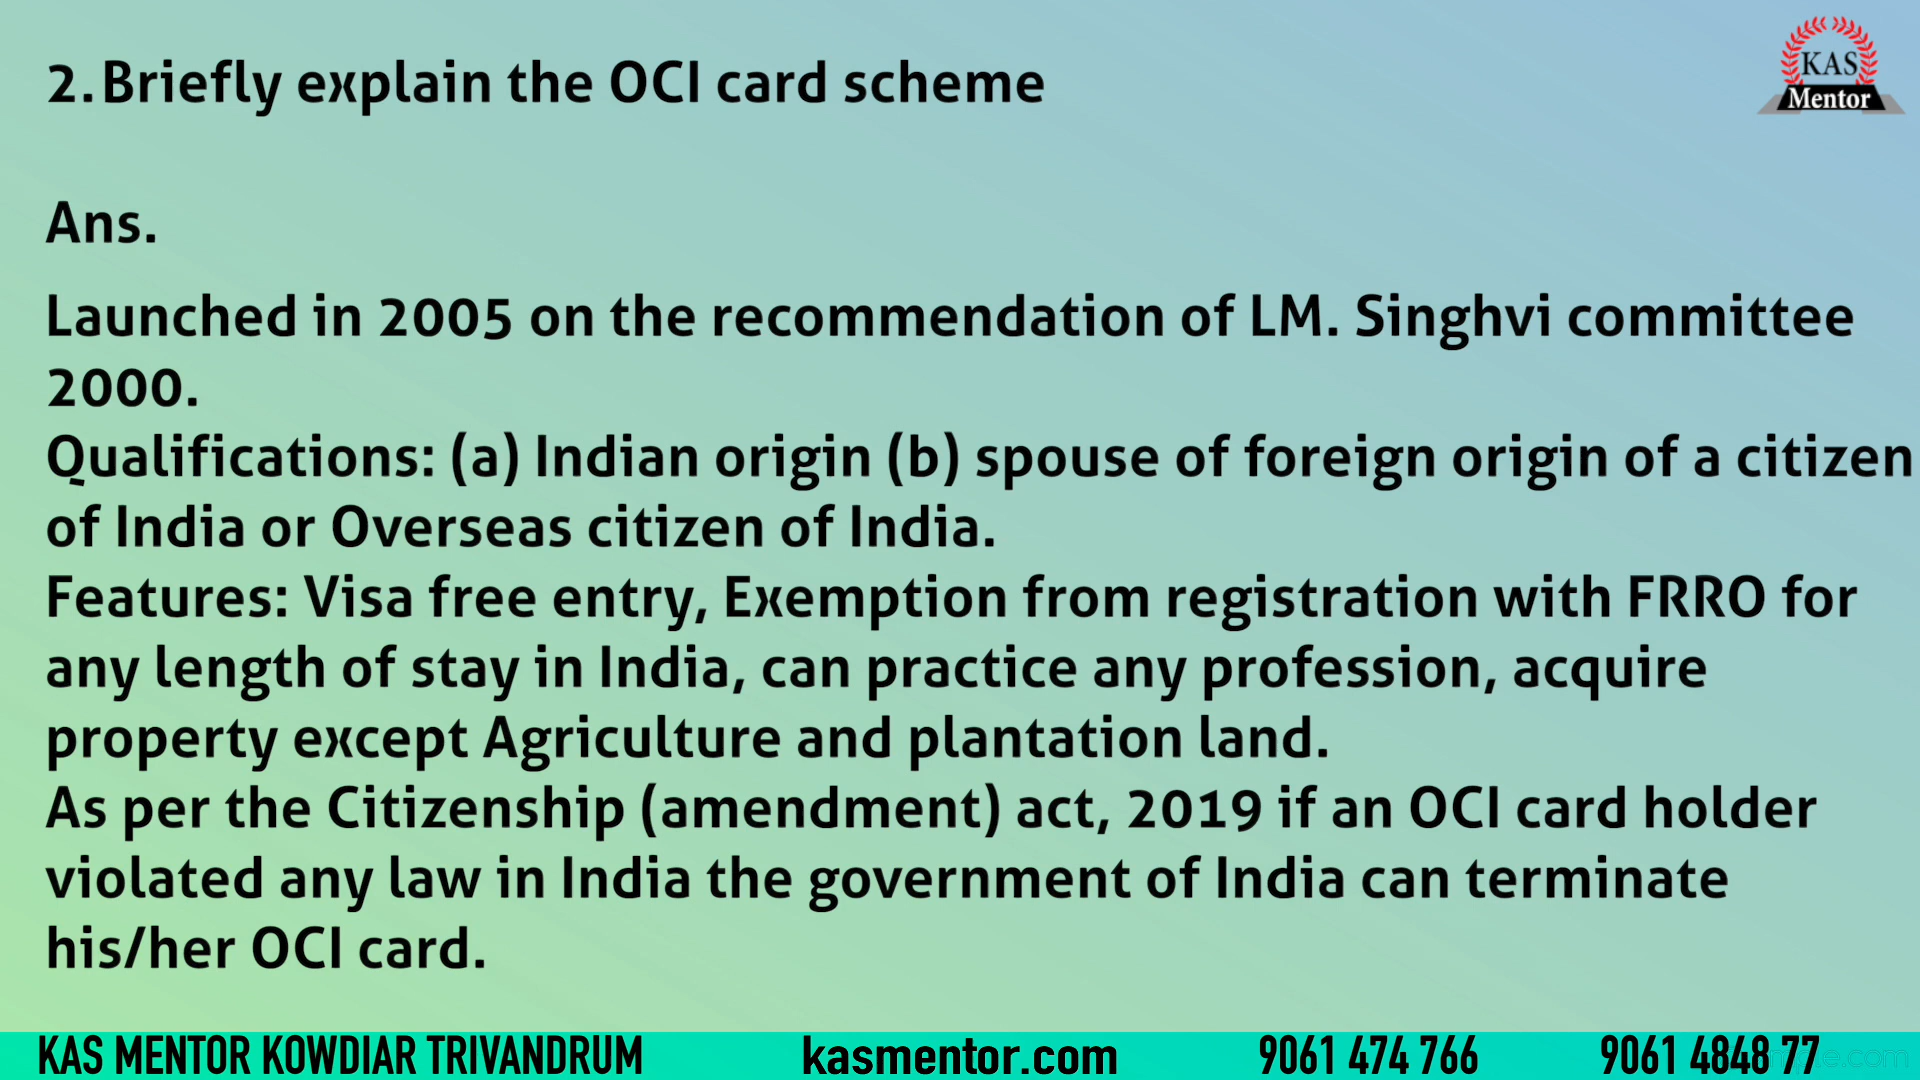 2. Briefly explain the OCI card scheme
KAS
Mentor
Ans.
Launched in 2005 on the recommendation of LM. Singhvi committee
2000.
Qualifications: (a) Indian origin (b) spouse of foreign origin of a citizen
of India or Overseas citizen of India.
Features: Visa free entry, Exemption from registration with FRRO for
any length of stay in India, can practice any profession, acquire
property except Agriculture and plantation land.
As per the Citizenship (amendment) act, 2019 if an OCI card holder
violated any law in India the government of India can terminate
his/her OCI card.
KAS MENTOR KOWDIAR TRIVANDRUM kasmentor.com 9061 474 766 9061 4848 77